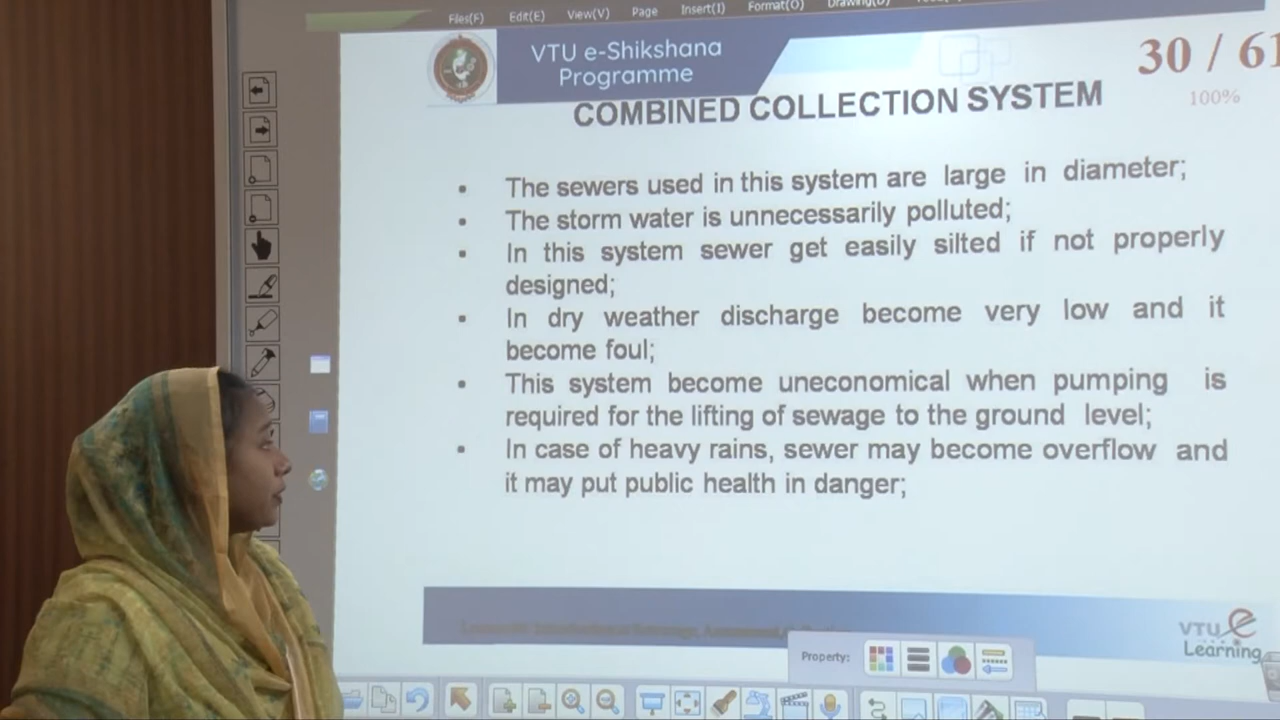 Files(F) Edit(E) View(V) Page Insert(I) Format(O) Drawing(D)
VTU e-Shikshana
Programme
30 / 61
100%
COMBINED COLLECTION SYSTEM
• The sewers used in this system are large in diameter;
• The storm water is unnecessarily polluted;
• In this system sewer get easily silted if not properly
designed;
• In dry weather discharge become very low and it
become foul;
• This system become uneconomical when pumping is
required for the lifting of sewage to the ground level;
• In case of heavy rains, sewer may become overflow and
it may put public health in danger;
VTU e
Learning
Property: